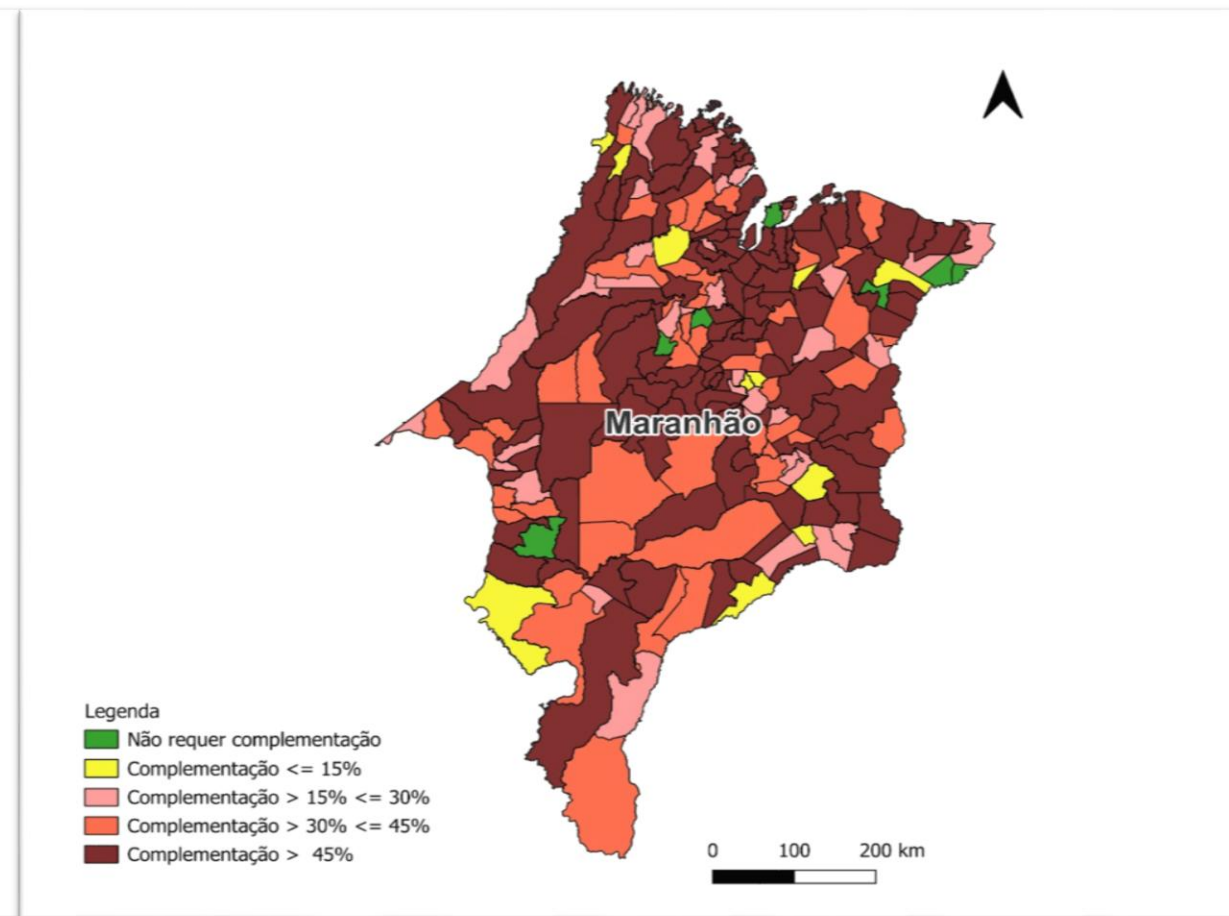 Maranhão
Legenda
Não requer complementação
Complementação <= 15%
Complementação > 15% <= 30%
Complementação > 30% <= 45%
Complementação > 45%
0 100 200 km